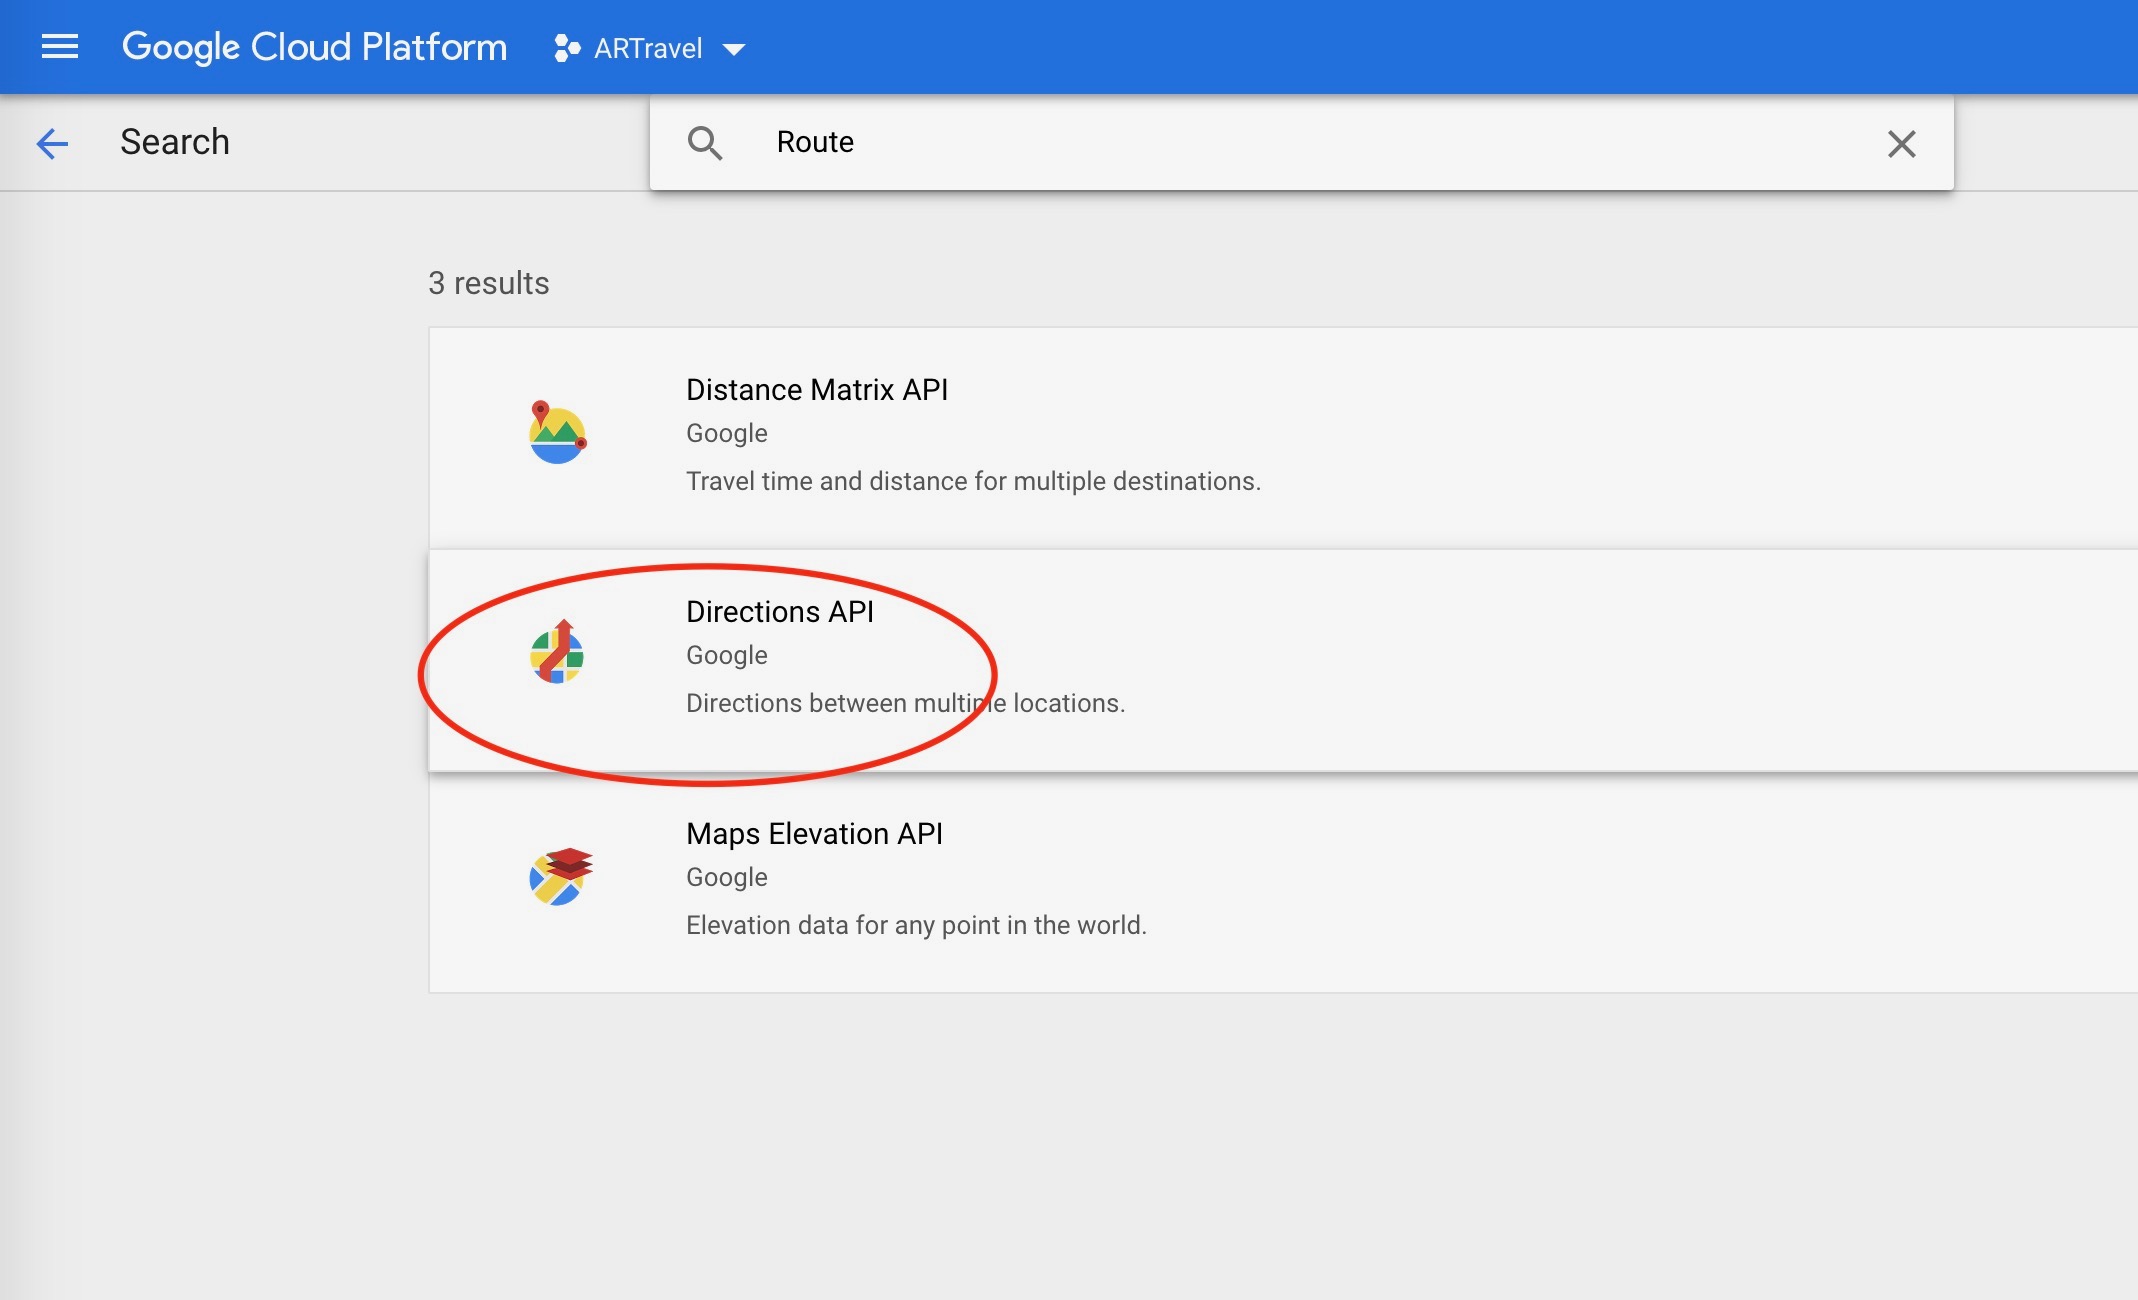 Google Cloud Platform
ARTravel
Search
Route
3 results
Distance Matrix API
Google
Travel time and distance for multiple destinations.
Directions API
Google
Directions between multiple locations.
Maps Elevation API
Google
Elevation data for any point in the world.